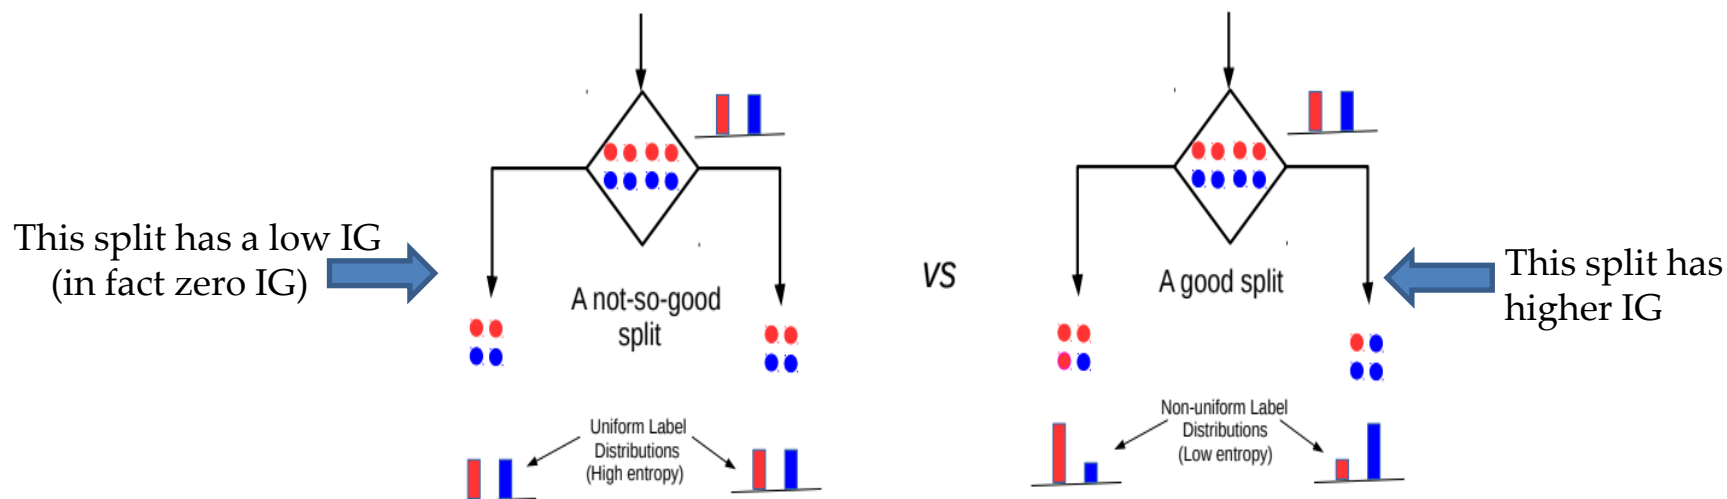 This split has a low IG
(in fact zero IG)
A not-so-good
split
Uniform Label
Distributions
(High entropy)
VS
A good split
Non-uniform Label
Distributions
(Low entropy)
This split has
higher IG